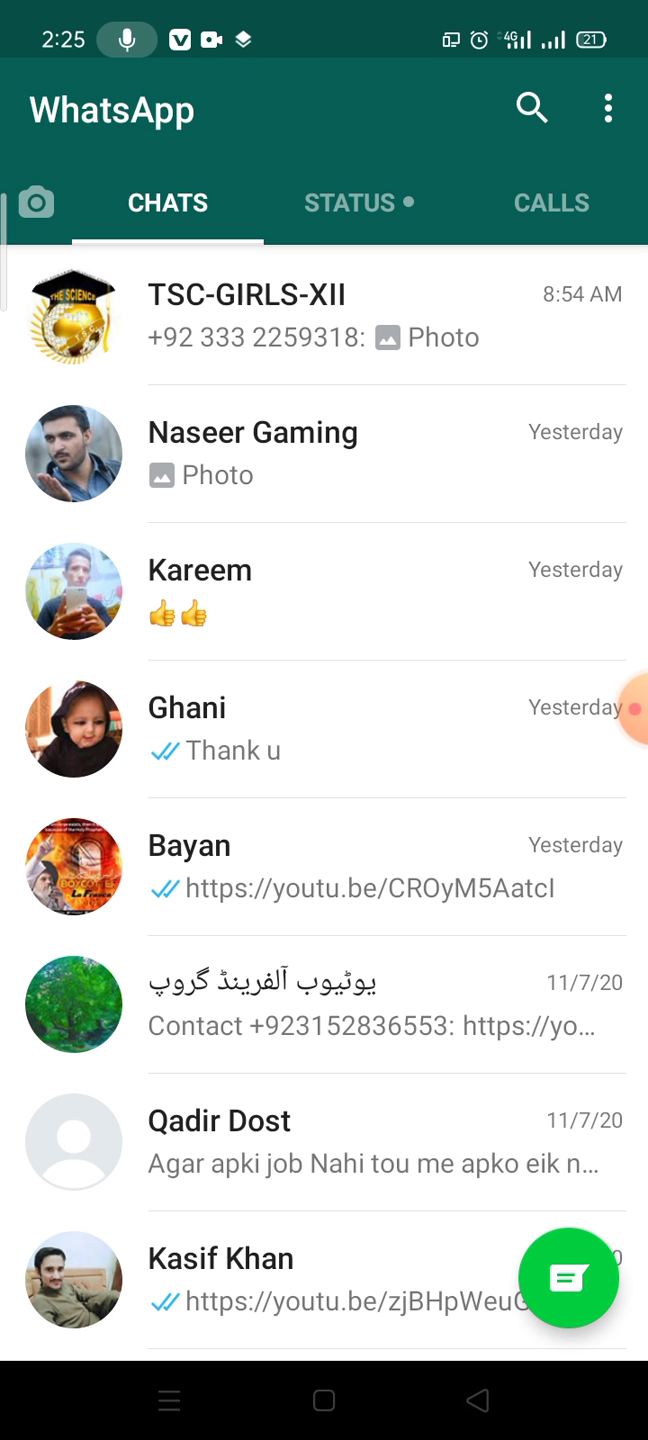 2:25
4G
21
WhatsApp
CHATS
STATUS
CALLS
THE SCIENCE
TSC-GIRLS-XII
8:54 AM
+92 333 2259318: Photo
Naseer Gaming
Yesterday
Photo
Kareem
Yesterday
👍👍
Ghani
Yesterday
Thank u
Bayan
Yesterday
https://youtu.be/CROyM5AatcI
یوٹیوب آلفرینڈ گروپ
11/7/20
Contact +923152836553: https://yo...
Qadir Dost
11/7/20
Agar apki job Nahi tou me apko eik n...
Kasif Khan
https://youtu.be/zjBHpWeu